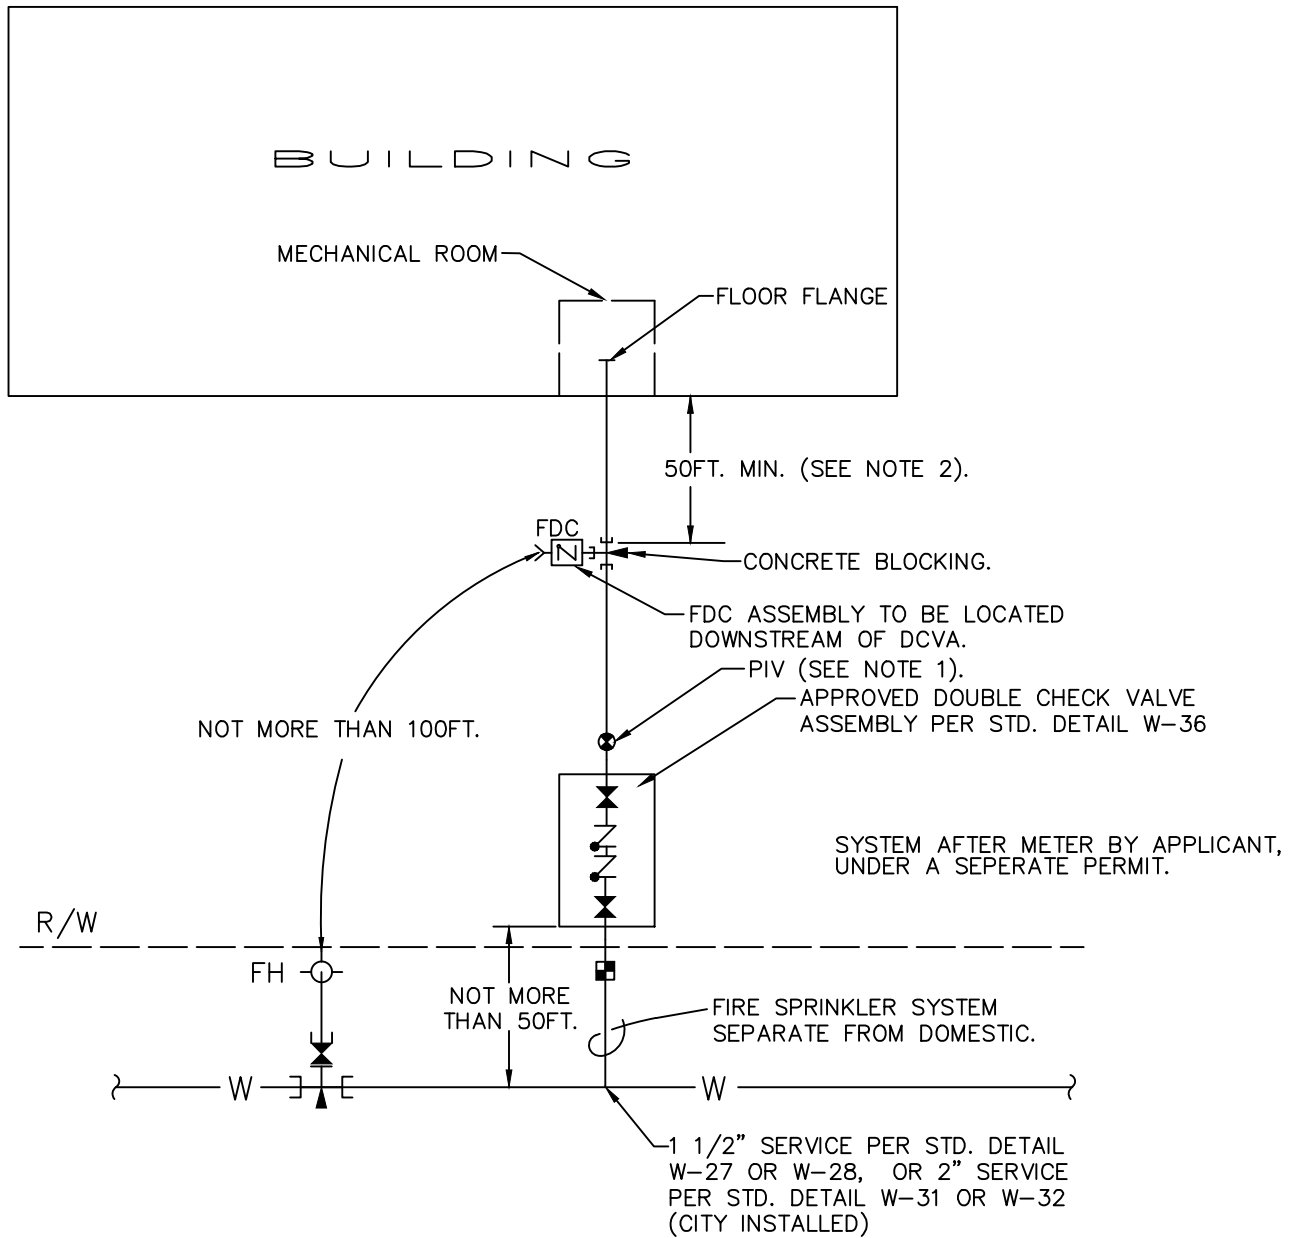 BUILDING
MECHANICAL ROOM
FLOOR FLANGE
50FT. MIN. (SEE NOTE 2).
FDC
CONCRETE BLOCKING.
FDC ASSEMBLY TO BE LOCATED
DOWNSTREAM OF DCVA.
PIV (SEE NOTE 1).
APPROVED DOUBLE CHECK VALVE
ASSEMBLY PER STD. DETAIL W-36
NOT MORE THAN 100FT.
SYSTEM AFTER METER BY APPLICANT,
UNDER A SEPERATE PERMIT.
R/W
FH
NOT MORE
THAN 50FT.
FIRE SPRINKLER SYSTEM
SEPARATE FROM DOMESTIC.
W
W
1 1/2" SERVICE PER STD. DETAIL
W-27 OR W-28, OR 2" SERVICE
PER STD. DETAIL W-31 OR W-32
(CITY INSTALLED)